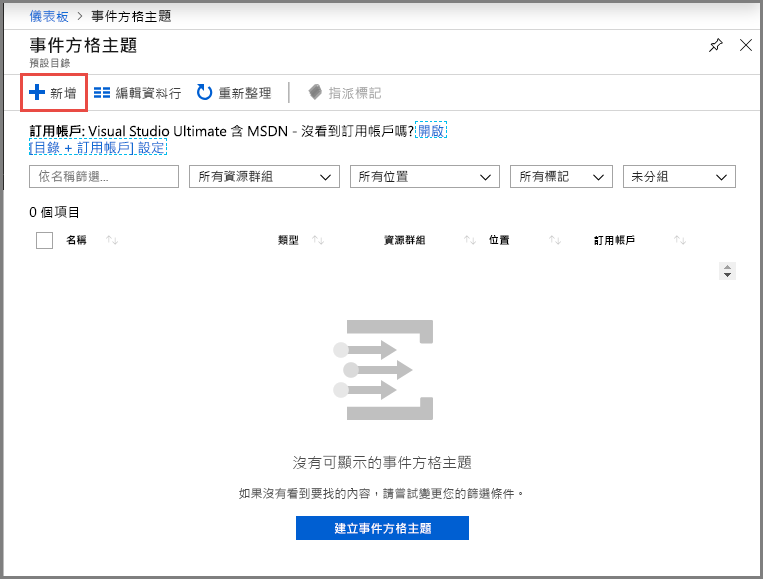 儀表板 > 事件方格主題
事件方格主題
預設目錄
新增 編輯資料行 重新整理 指派標記
訂用帳戶: Visual Studio Ultimate 含 MSDN - 沒看到訂用帳戶嗎? 開啟
[目錄 + 訂用帳戶] 設定
依名稱篩選... 所有資源群組 所有位置 所有標記 未分組
0 個項目
名稱 類型 資源群組 位置 訂用帳戶
沒有可顯示的事件方格主題
如果沒有看到要找的內容，請嘗試變更您的篩選條件。
建立事件方格主題